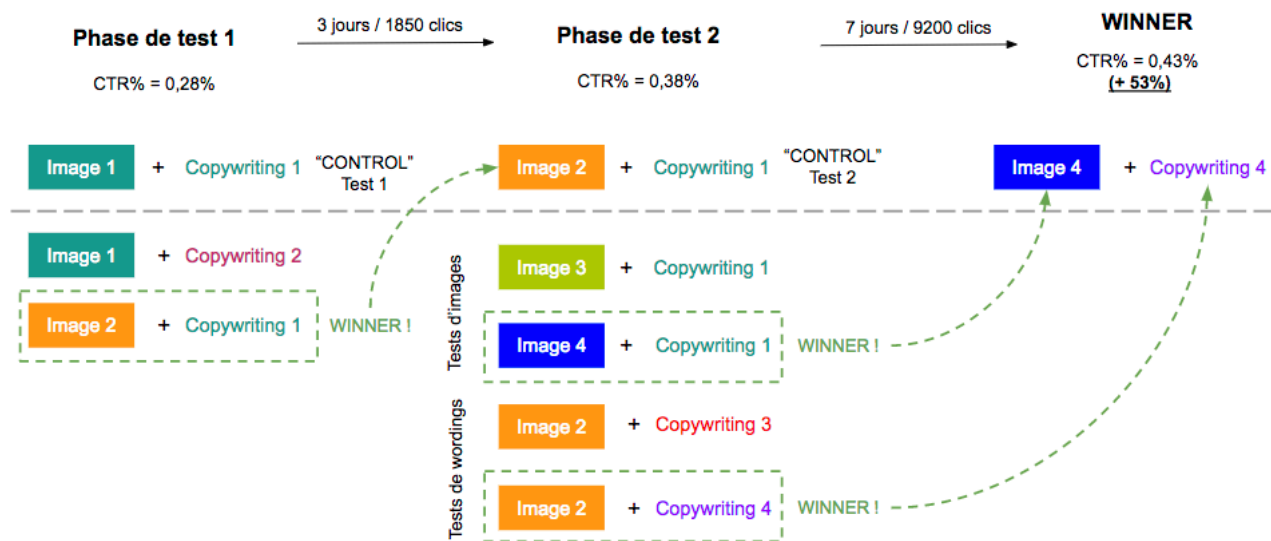 Phase de test 1
3 jours / 1850 clics
Phase de test 2
7 jours / 9200 clics
WINNER
CTR% = 0,28%
CTR% = 0,38%
CTR% = 0,43%
(+ 53%)
Image 1 + Copywriting 1
“CONTROL”
Test 1
Image 2 + Copywriting 1
“CONTROL”
Test 2
Image 4 + Copywriting 4
Image 1 + Copywriting 2
Image 2 + Copywriting 1 WINNER !
Tests d'images
Image 3 + Copywriting 1
Image 4 + Copywriting 1 WINNER !
Tests de wordings
Image 2 + Copywriting 3
Image 2 + Copywriting 4 WINNER !